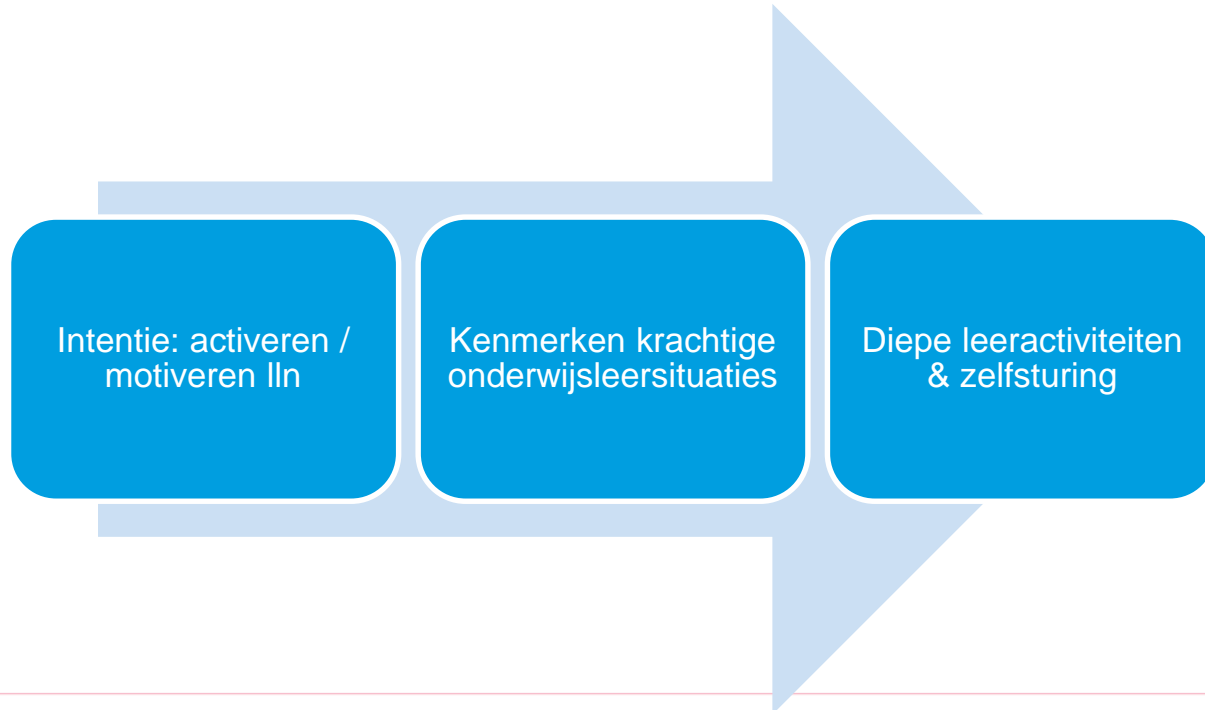 Intentie: activeren /
motiveren lln
Kenmerken krachtige
onderwijsleersituaties
Diepe leeractiviteiten
& zelfsturing